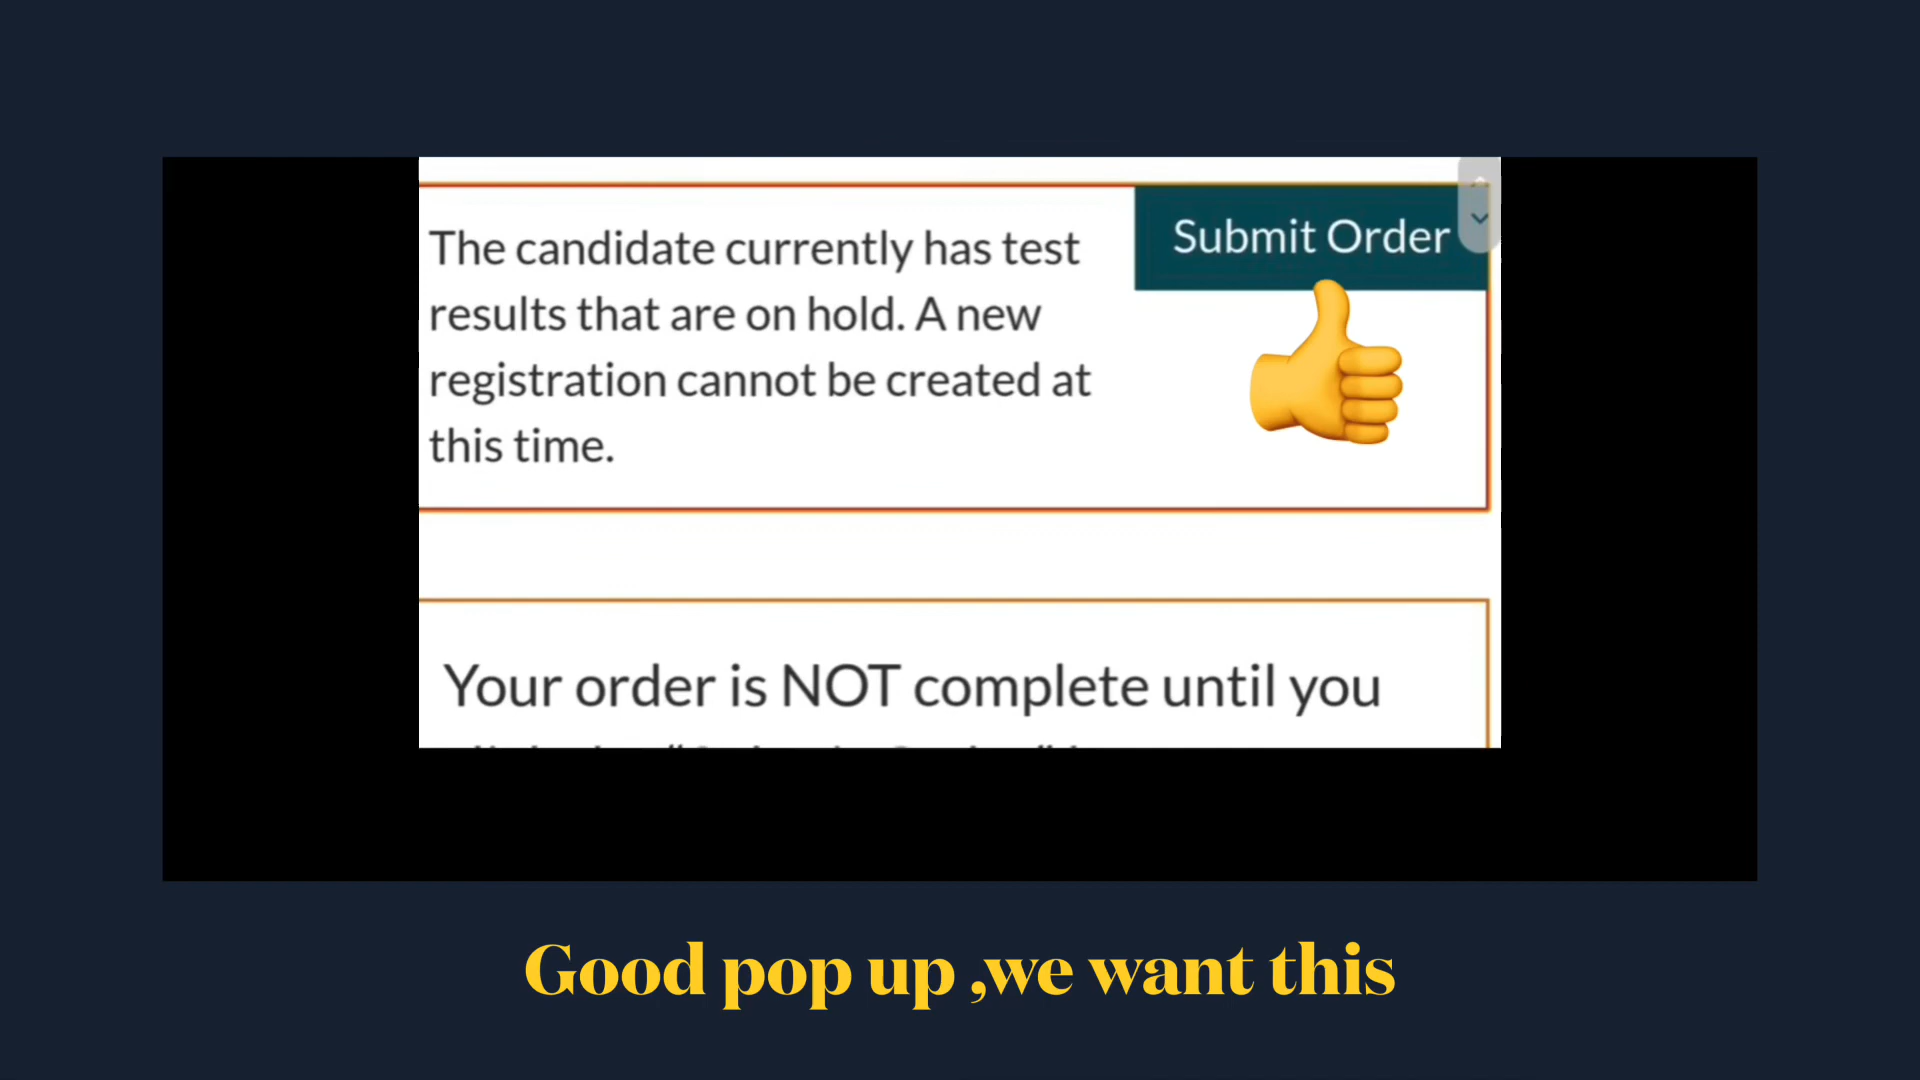 The candidate currently has test
results that are on hold. A new
registration cannot be created at
this time.
Submit Order
Your order is NOT complete until you
Good pop up ,we want this